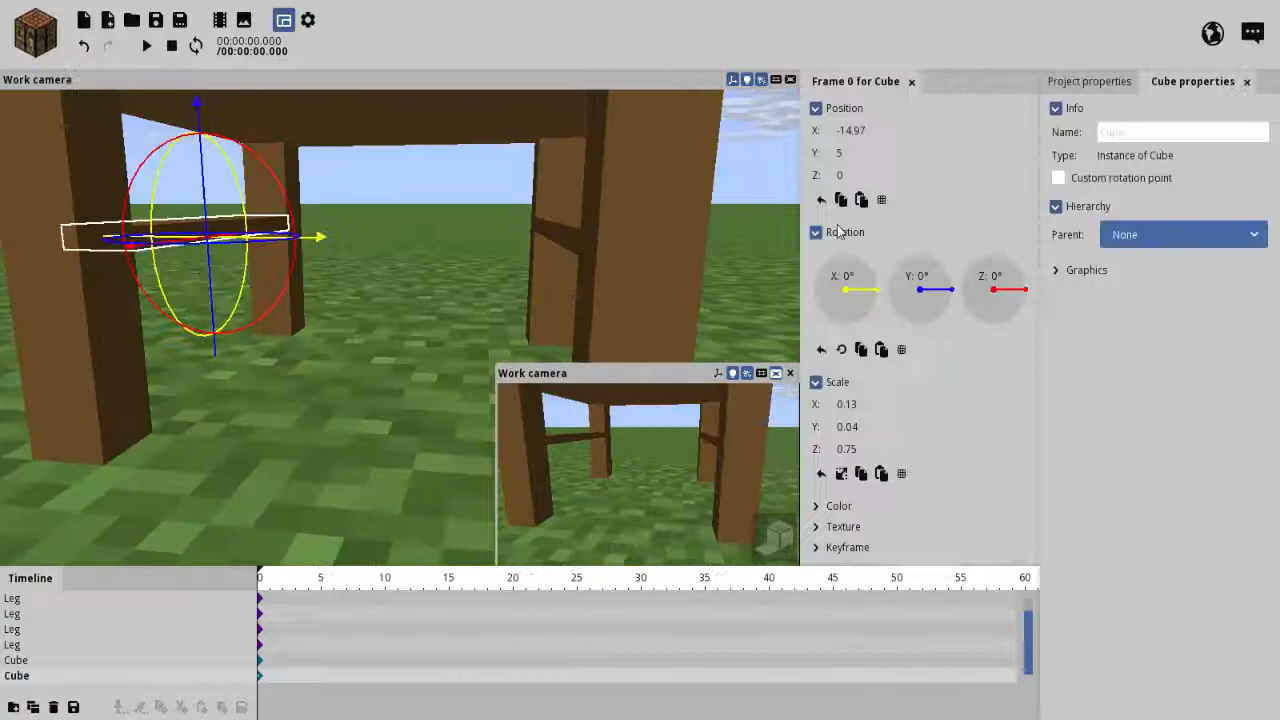 00:00:00.000
/00:00:00.000
Work camera
Frame 0 for Cube
Position
X: -14.97
Y: 5
Z: 0
Rotation
X: 0°
Y: 0°
Z: 0°
Scale
X: 0.13
Y: 0.04
Z: 0.75
Color
Texture
Keyframe
Project properties
Cube properties
Info
Name: Cube
Type: Instance of Cube
Custom rotation point
Hierarchy
Parent: None
Graphics
Work camera
Timeline
0 5 10 15 20 25 30 35 40 45 50 55 60
Leg
Leg
Leg
Leg
Cube
Cube